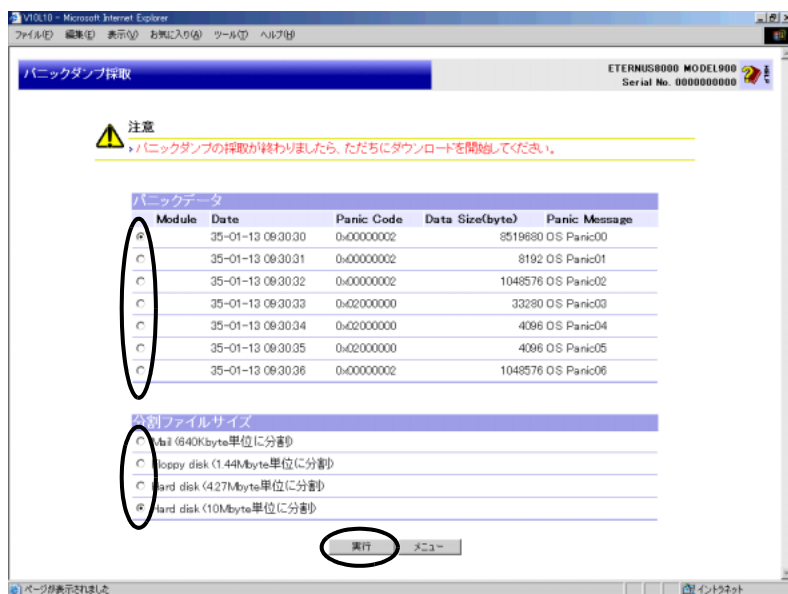 V10L10 - Microsoft Internet Explorer
ファイル(F) 編集(E) 表示(V) お気に入り(A) ツール(T) ヘルプ(H)
パニックダンプ採取
ETERNUS8000 MODEL900
Serial No. 0000000000
HELP
注意
パニックダンプの採取が終わりましたら、ただちにダウンロードを開始してください。
パニックデータ
Module Date Panic Code Data Size(byte) Panic Message
35-01-13 09:30:30 0x00000002 8519680 OS Panic00
35-01-13 09:30:31 0x00000002 8192 OS Panic01
35-01-13 09:30:32 0x00000002 1048576 OS Panic02
35-01-13 09:30:33 0x02000000 33280 OS Panic03
35-01-13 09:30:34 0x02000000 4096 OS Panic04
35-01-13 09:30:35 0x02000000 4096 OS Panic05
35-01-13 09:30:36 0x00000002 1048576 OS Panic06
分割ファイルサイズ
Mail (640Kbyte単位に分割)
Floppy disk (1.44Mbyte単位に分割)
Hard disk (4.27Mbyte単位に分割)
Hard disk (10Mbyte単位に分割)
実行 メニュー
ページが表示されました イントラネット